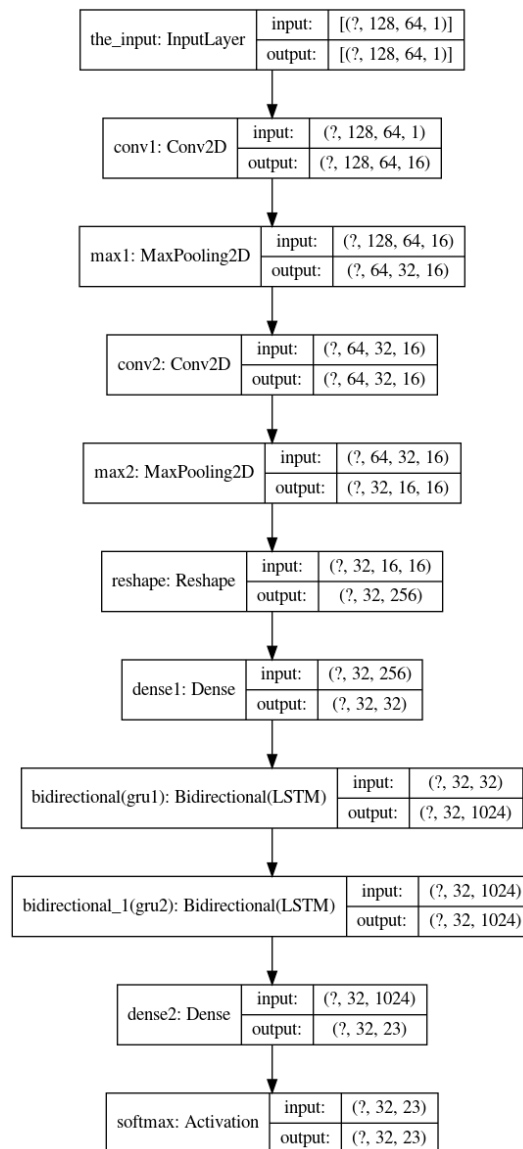 the_input: InputLayer input: [(?, 128, 64, 1)]
output: [(?, 128, 64, 1)]
conv1: Conv2D input: (?, 128, 64, 1)
output: (?, 128, 64, 16)
max1: MaxPooling2D input: (?, 128, 64, 16)
output: (?, 64, 32, 16)
conv2: Conv2D input: (?, 64, 32, 16)
output: (?, 64, 32, 16)
max2: MaxPooling2D input: (?, 64, 32, 16)
output: (?, 32, 16, 16)
reshape: Reshape input: (?, 32, 16, 16)
output: (?, 32, 256)
dense1: Dense input: (?, 32, 256)
output: (?, 32, 32)
bidirectional(gru1): Bidirectional(LSTM) input: (?, 32, 32)
output: (?, 32, 1024)
bidirectional_1(gru2): Bidirectional(LSTM) input: (?, 32, 1024)
output: (?, 32, 1024)
dense2: Dense input: (?, 32, 1024)
output: (?, 32, 23)
softmax: Activation input: (?, 32, 23)
output: (?, 32, 23)